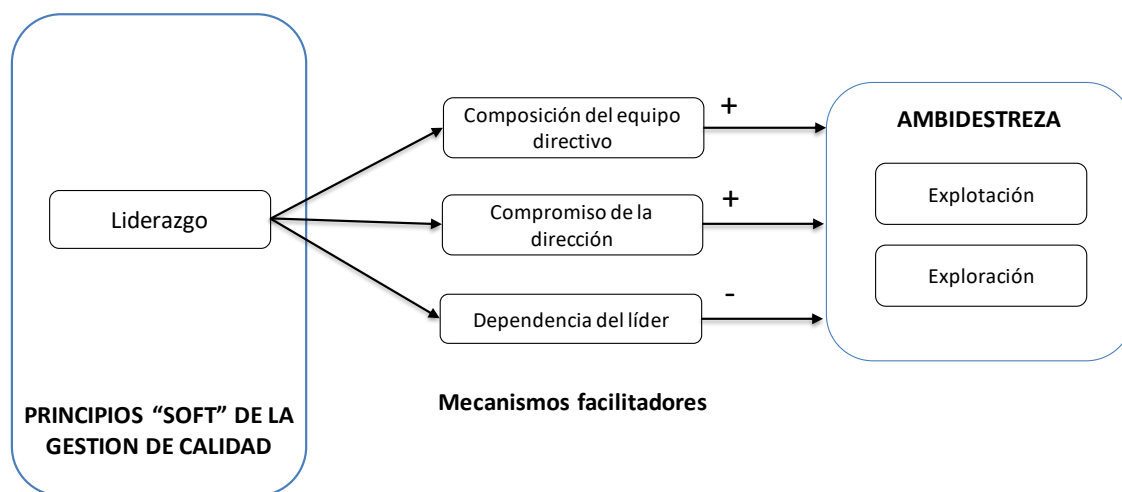 Liderazgo
PRINCIPIOS “SOFT” DE LA
GESTION DE CALIDAD
Composición del equipo
directivo
+
Compromiso de la
dirección
+
Dependencia del líder
-
Mecanismos facilitadores
AMBIDESTREZA
Explotación
Exploración